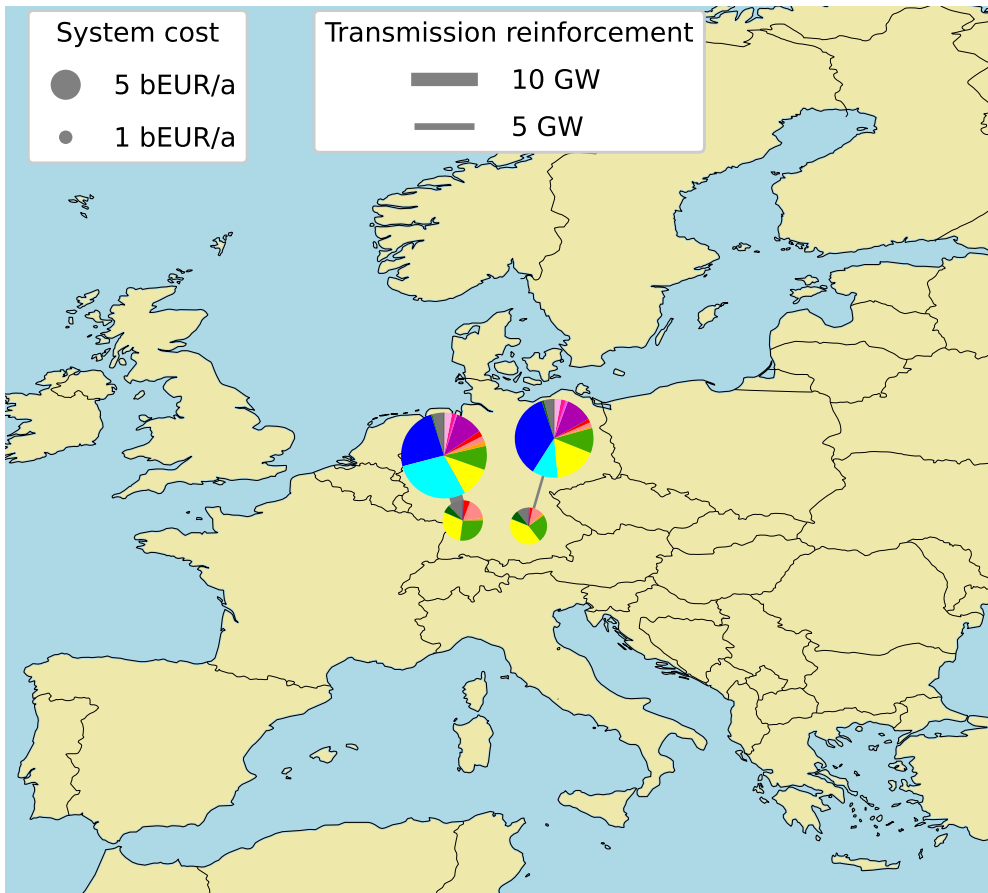 System cost
5 bEUR/a
1 bEUR/a
Transmission reinforcement
10 GW
5 GW